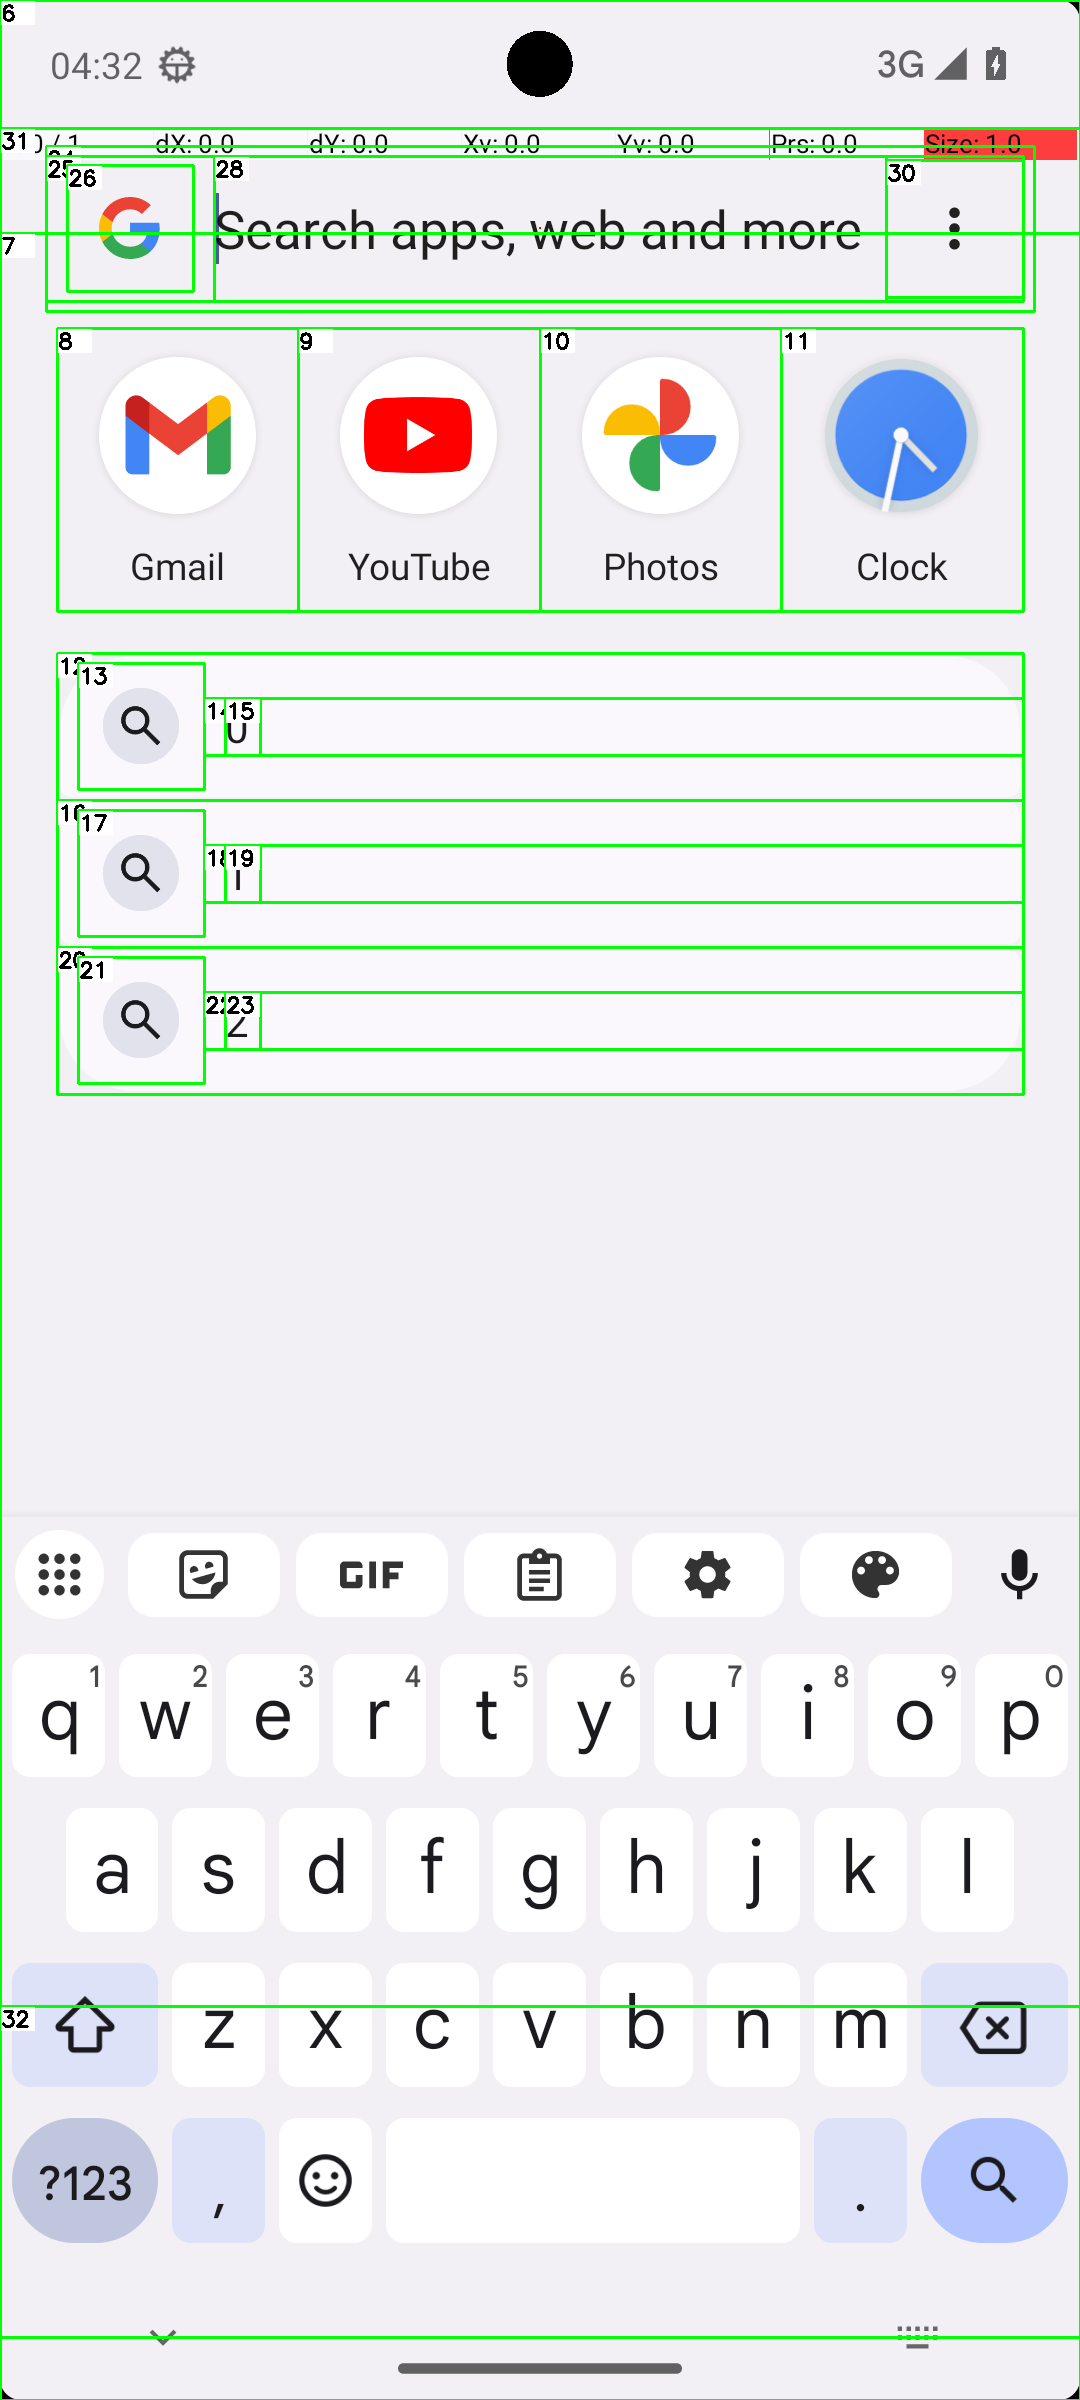 6
04:32
3G
31 0 / 1 dX: 0.0 dY: 0.0 Xv: 0.0 Yv: 0.0 Prs: 0.0 Size: 1.0
25 26 28 30
Search apps, web and more
7
8 9 10 11
Gmail YouTube Photos Clock
12 13
14 15
16 17
18 19
20 21
22 23
z
GIF
1 2 3 4 5 6 7 8 9 0
q w e r t y u i o p
a s d f g h j k l
32
z x c v b n m
?123 , .